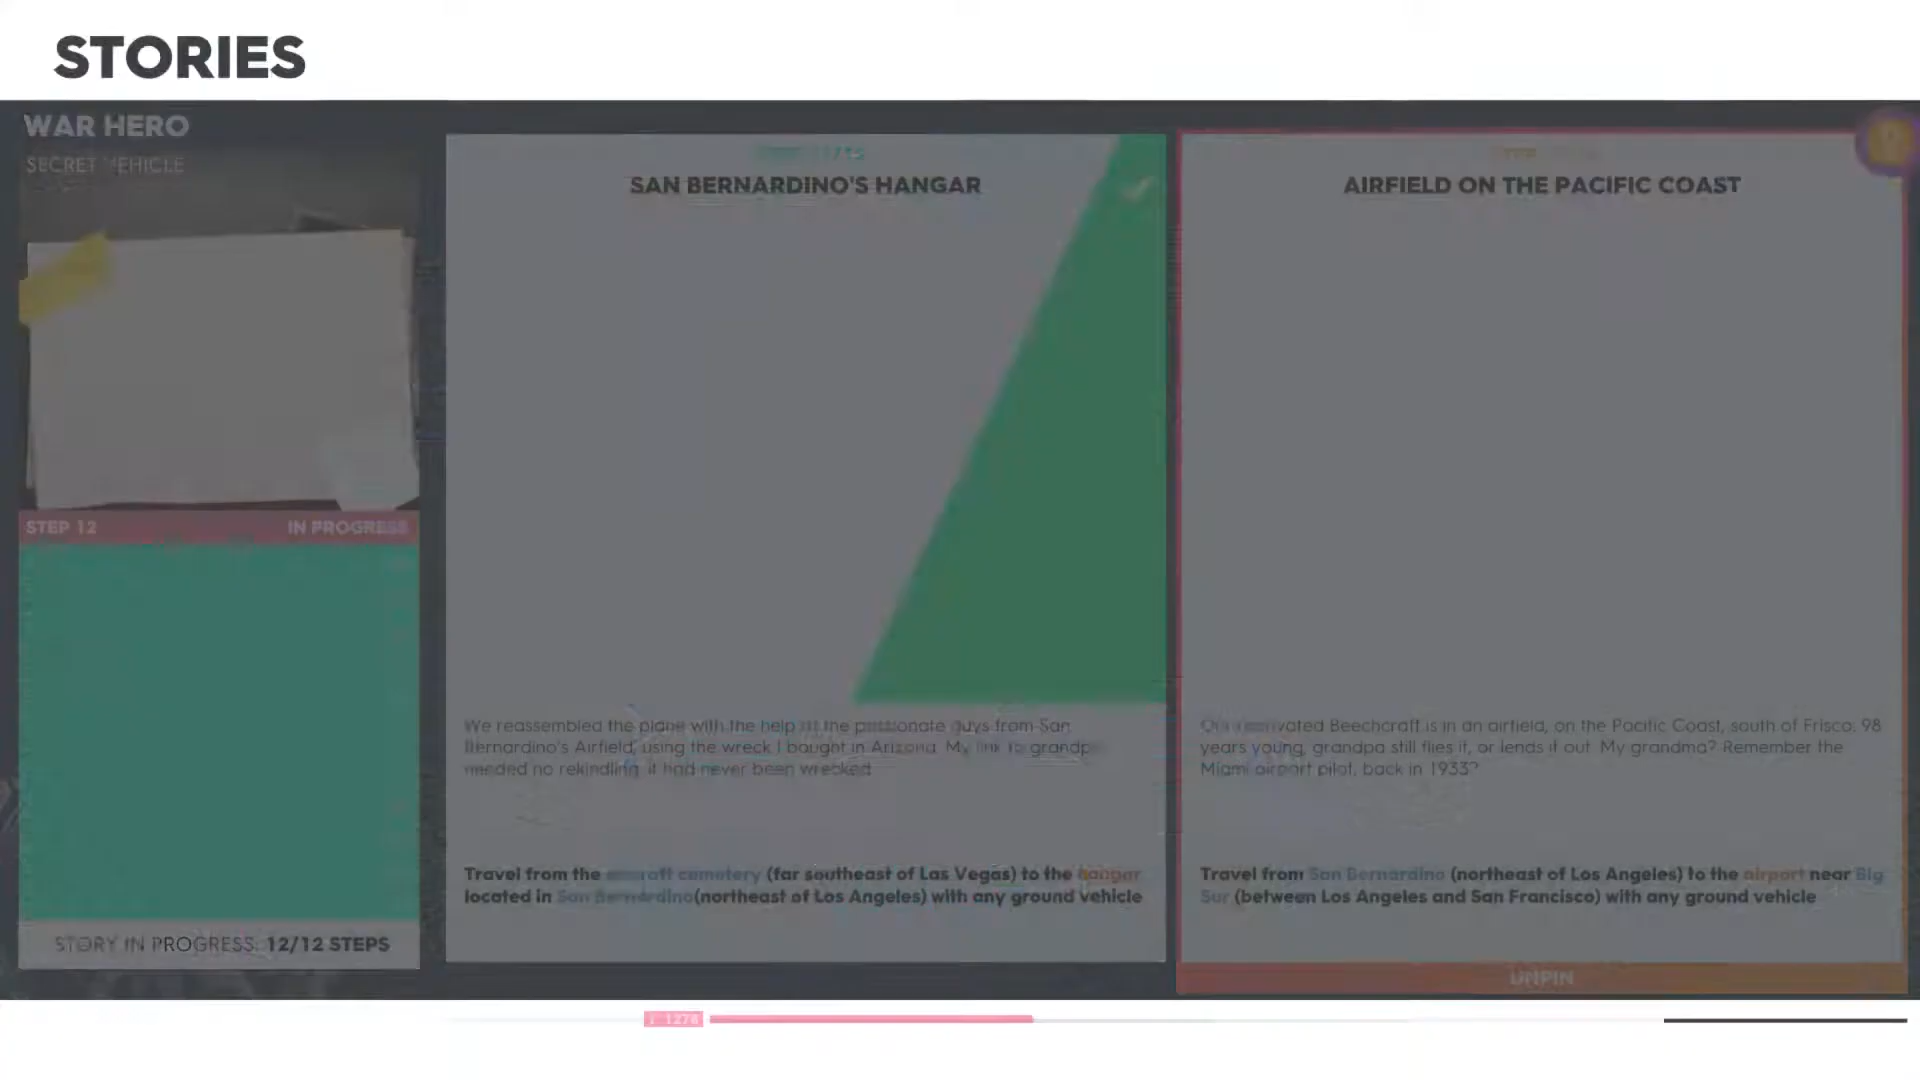 STORIES
WAR HERO
SECRET VEHICLE
SAN BERNARDINO'S HANGAR
AIRFIELD ON THE PACIFIC COAST
STEP 12
IN PROGRESS
We reassembled the plane with the help of the passionate guys from San
Bernardino's Airfield, using the wreck I bought in Arizona. My link to grandpa
needed no rekindling: it had never been wrecked
Our renovated Beechcraft is in an airfield, on the Pacific Coast, south of Frisco. 98
years young, grandpa still flies it, or lends it out. My grandma? Remember the
Miami airport pilot, back in 1933?
Travel from the aircraft cemetery (far southeast of Las Vegas) to the hangar
located in San Bernardino(northeast of Los Angeles) with any ground vehicle
Travel from San Bernardino (northeast of Los Angeles) to the airport near Big
Sur (between Los Angeles and San Francisco) with any ground vehicle
STORY IN PROGRESS: 12/12 STEPS
UNPIN
1276